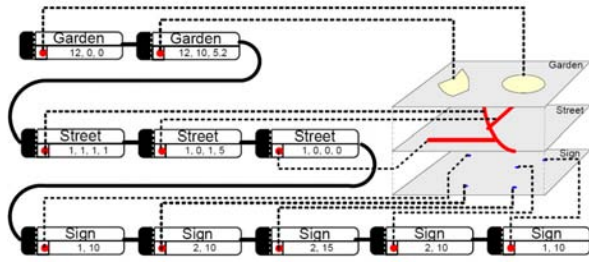 Garden Garden
12, 0, 0 12, 10, 5.2
Garden
Street
Sign
Street Street Street
1, 1, 1, 1 1, 0, 1, 5 1, 0, 0, 0
Sign Sign Sign Sign Sign
1, 10 2, 10 2, 15 2, 10 1, 10